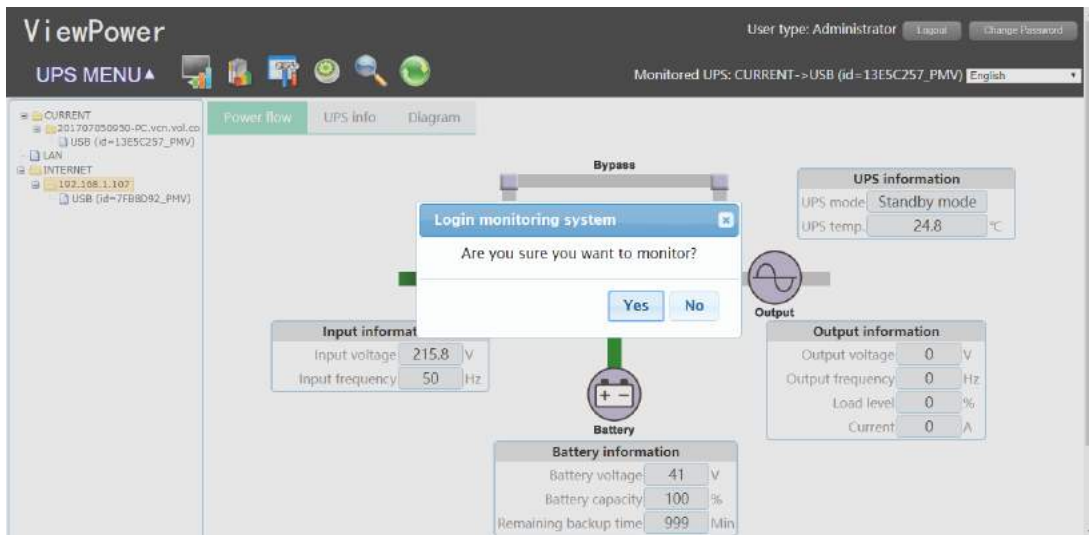 ViewPower
User type: Administrator Logout Change Password
UPS MENU▲
Monitored UPS: CURRENT->USB (id=13E5C257_PMV) English
CURRENT
201707050950-PC.vcn.val.co
USB (id=13E5C257_PMV)
LAN
INTERNET
192.168.1.107
USB (id=7FB8D92_PMV)
Power flow UPS info Diagram
Bypass
UPS information
UPS mode Standby mode
UPS temp. 24.8 ℃
Login monitoring system
Are you sure you want to monitor?
Yes No
Output
Input informat
Input voltage 215.8 V
Input frequency 50 Hz
Output information
Output voltage 0 V
Output frequency 0 Hz
Load level 0 %
Current 0 A
Battery
Battery information
Battery voltage 41 V
Battery capacity 100 %
Remaining backup time 999 Min